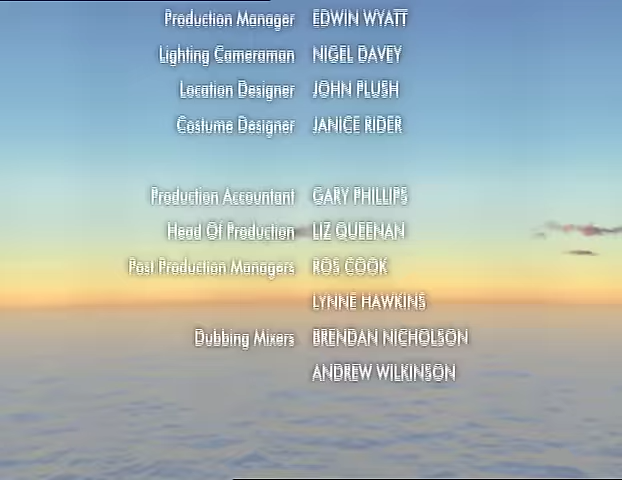 Production Manager EDWIN WYATT
Lighting Cameraman NIGEL DAVEY
Location Designer JOHN PLUSH
Costume Designer JANICE RIDER
Production Accountant GARY PHILLIPS
Head Of Production LIZ QUEENAN
Post Production Managers ROS COOK
LYNNE HAWKINS
Dubbing Mixers BRENDAN NICHOLSON
ANDREW WILKINSON